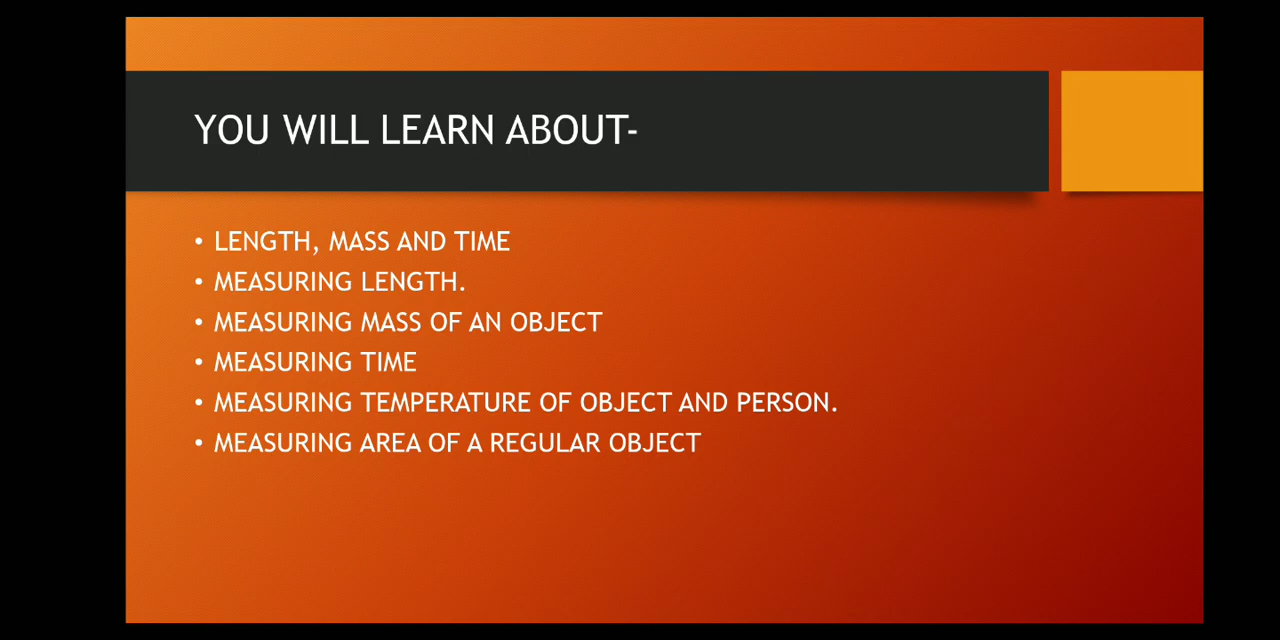 YOU WILL LEARN ABOUT-
• LENGTH, MASS AND TIME
• MEASURING LENGTH.
• MEASURING MASS OF AN OBJECT
• MEASURING TIME
• MEASURING TEMPERATURE OF OBJECT AND PERSON.
• MEASURING AREA OF A REGULAR OBJECT